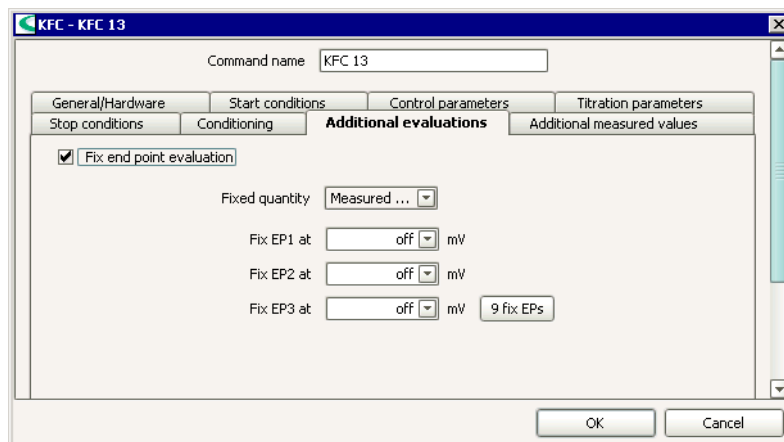 KFC - KFC 13
Command name KFC 13
General/Hardware Start conditions Control parameters Titration parameters
Stop conditions Conditioning Additional evaluations Additional measured values
Fix end point evaluation
Fixed quantity Measured ...
Fix EP1 at off mV
Fix EP2 at off mV
Fix EP3 at off mV 9 fix EPs
OK Cancel